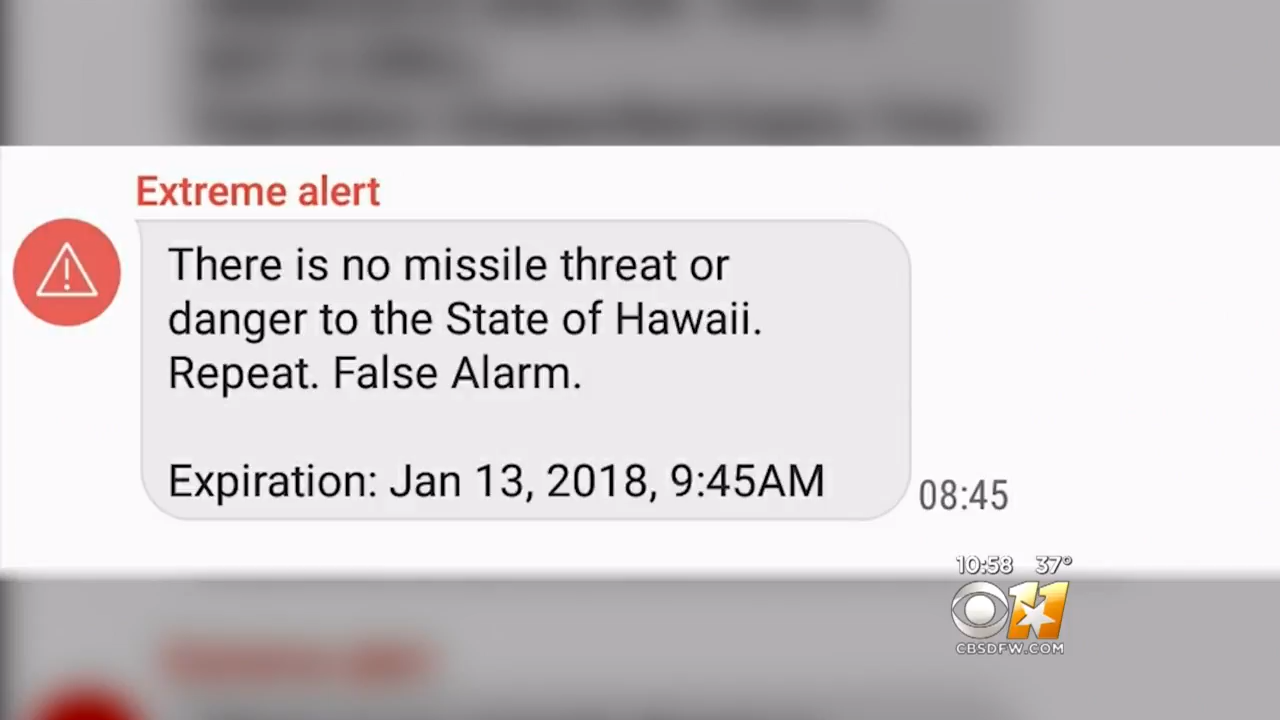 Extreme alert
There is no missile threat or
danger to the State of Hawaii.
Repeat. False Alarm.
Expiration: Jan 13, 2018, 9:45AM
08:45
10:58 37°
11
CBSDFW.COM